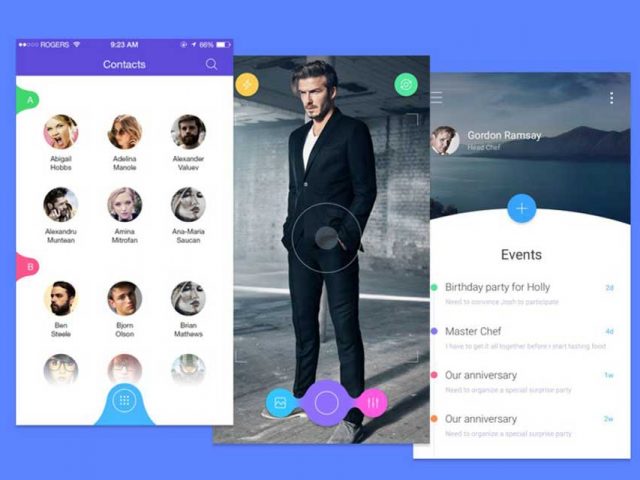 ROGERS 9:23 AM 66%
Contacts
A
Abigail Hobbs
Adelina Manole
Alexander Valuev
Alexandru Muntean
Amina Mitrofan
Ana-Maria Saucan
B
Ben Steele
Bjorn Olson
Brian Mathews
Gordon Ramsay
Head Chef
Events
Birthday party for Holly 2d
Need to convince Josh to participate
Master Chef 4d
I have to get it all together before i start tasting food
Our anniversary 1w
Need to organize a special surprise party
Our anniversary 2w
Need to organize a special surprise party